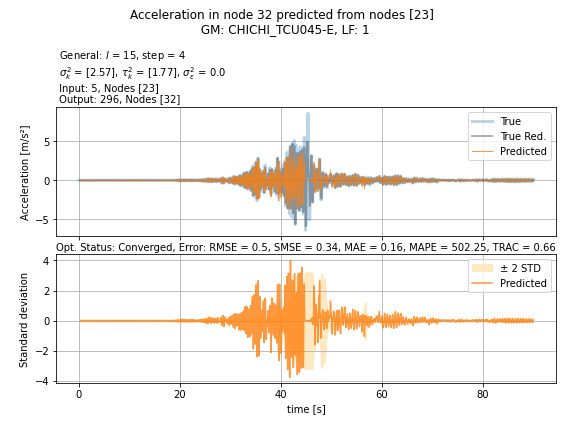 Acceleration in node 32 predicted from nodes [23]
GM: CHICHI_TCU045-E, LF: 1
General: l = 15, step = 4
σ²ₖ = [2.57], τ²ₖ = [1.77], σ²ε = 0.0
Input: 5, Nodes [23]
Output: 296, Nodes [32]
Acceleration [m/s²]
5
0
−5
True
True Red.
Predicted
Opt. Status: Converged, Error: RMSE = 0.5, SMSE = 0.34, MAE = 0.16, MAPE = 502.25, TRAC = 0.66
Standard deviation
4
2
0
−2
−4
± 2 STD
Predicted
0 20 40 60 80
time [s]